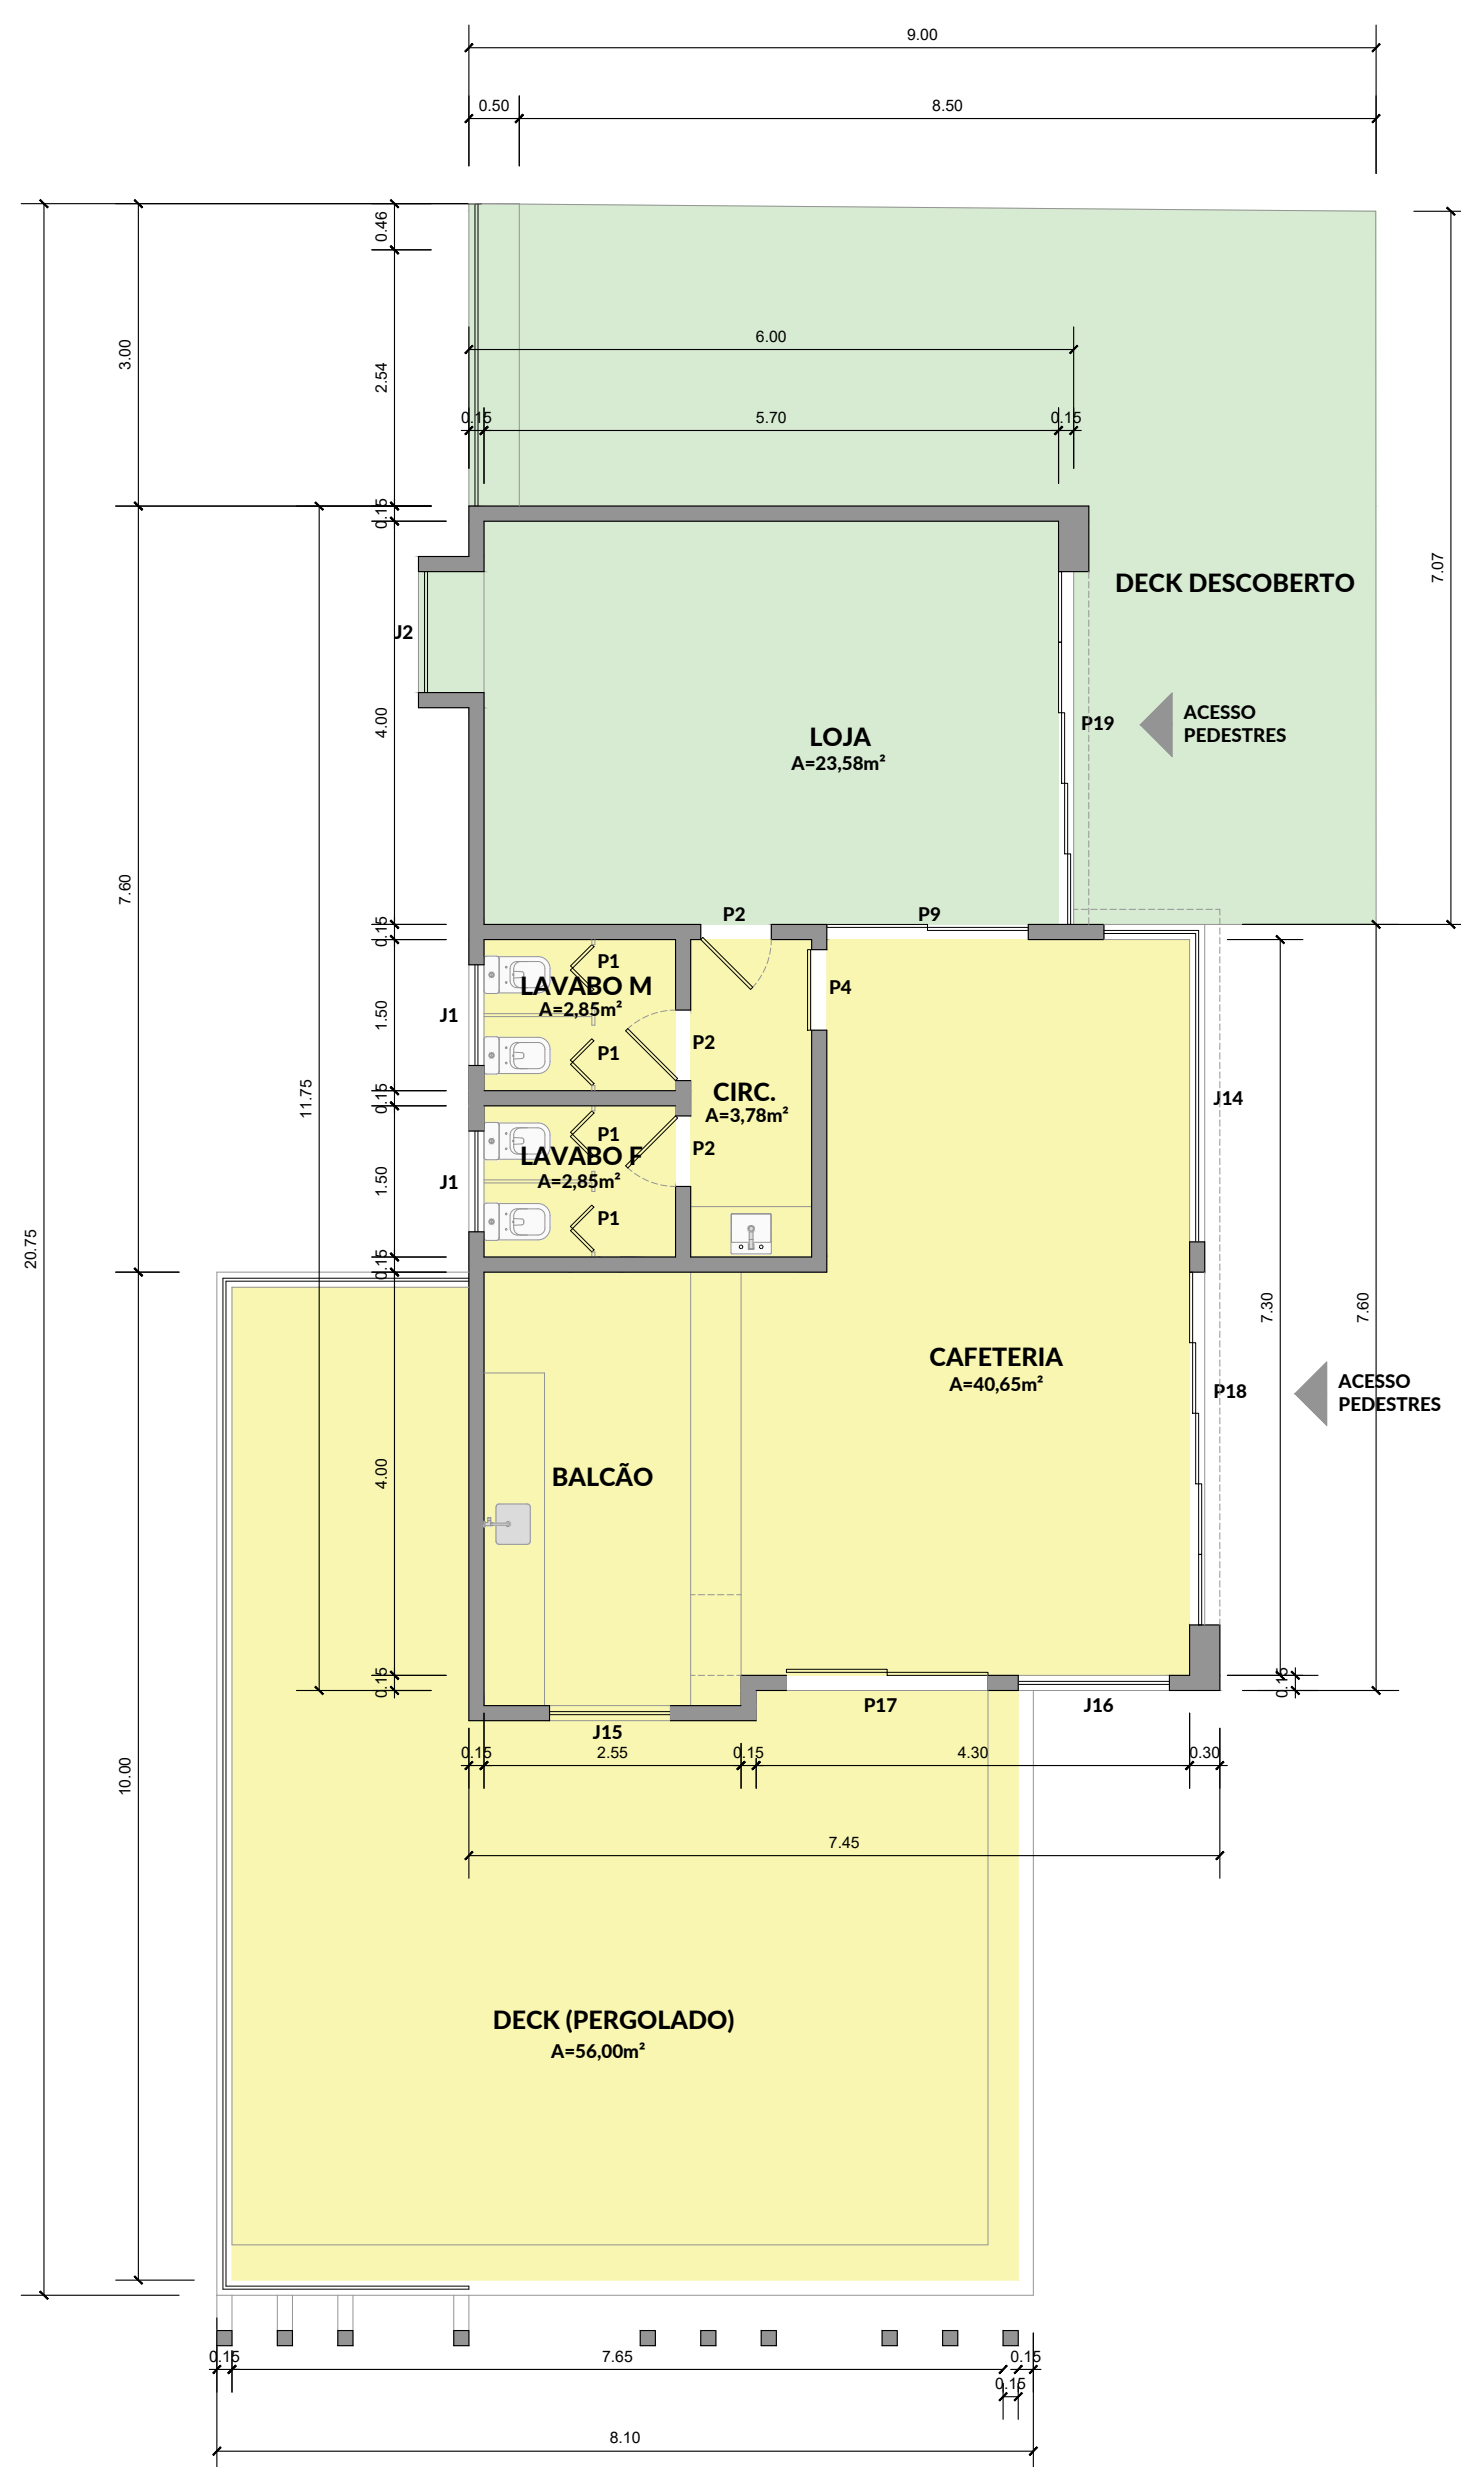 9.00
0.50
8.50
0.46
3.00
2.54
6.00
0.15
5.70
0.15
0.15
DECK DESCOBERTO
7.07
J2
4.00
LOJA
A=23,58m²
P19
ACESSO
PEDESTRES
7.60
P2
P9
0.15
P1
LAVABO M
A=2,85m²
P4
J1
1.50
P2
P1
CIRC.
A=3,78m²
11.75
0.15
J14
P1
P2
LAVABO F
A=2,85m²
J1
1.50
P1
20.75
0.15
7.30
7.60
CAFETERIA
A=40,65m²
P18
ACESSO
PEDESTRES
4.00
BALCÃO
0.15
0.15
P17
J16
J15
0.15
2.55
0.15
4.30
0.30
10.00
7.45
DECK (PERGOLADO)
A=56,00m²
0.15
7.65
0.15
0.15
8.10